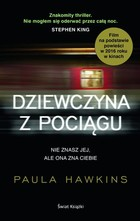 Znakomity thriller.
Nie mogłem się oderwać przez całą noc.
STEPHEN KING
Film
na podstawie
powieści
w 2016 roku
w kinach
DZIEWCZYNA
Z POCIĄGU
NIE ZNASZ JEJ,
ALE ONA ZNA CIEBIE
PAULA HAWKINS
Świat Książki